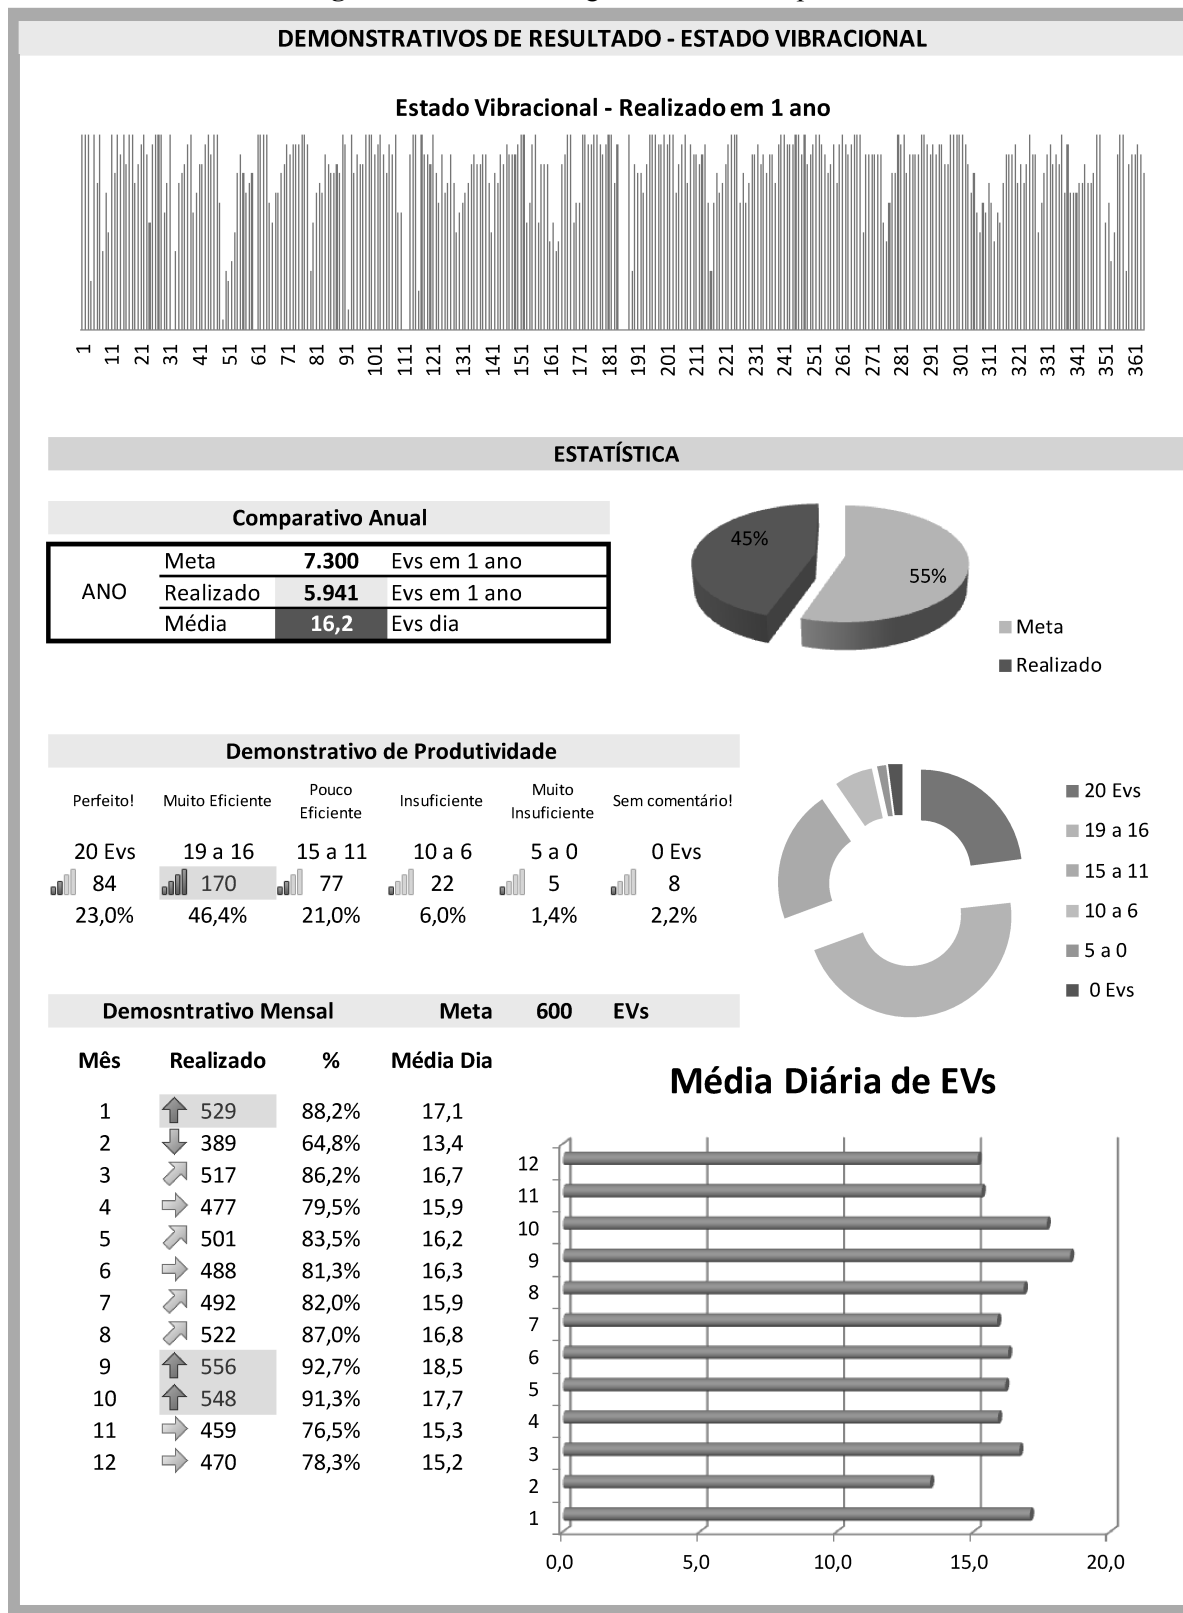 DEMONSTRATIVOS DE RESULTADO - ESTADO VIBRACIONAL
Estado Vibracional - Realizado em 1 ano
1 11 21 31 41 51 61 71 81 91 101 111 121 131 141 151 161 171 181 191 201 211 221 231 241 251 261 271 281 291 301 311 321 331 341 351 361
ESTATÍSTICA
Comparativo Anual
ANO
Meta 7.300 Evs em 1 ano
Realizado 5.941 Evs em 1 ano
Média 16,2 Evs dia
45%
55%
Meta
Realizado
Demonstrativo de Produtividade
Perfeito! Muito Eficiente Pouco Eficiente Insuficiente Muito Insuficiente Sem comentário!
20 Evs 19 a 16 15 a 11 10 a 6 5 a 0 0 Evs
84 170 77 22 5 8
23,0% 46,4% 21,0% 6,0% 1,4% 2,2%
20 Evs
19 a 16
15 a 11
10 a 6
5 a 0
0 Evs
Demosntrativo Mensal Meta 600 EVs
Mês Realizado % Média Dia
1 529 88,2% 17,1
2 389 64,8% 13,4
3 517 86,2% 16,7
4 477 79,5% 15,9
5 501 83,5% 16,2
6 488 81,3% 16,3
7 492 82,0% 15,9
8 522 87,0% 16,8
9 556 92,7% 18,5
10 548 91,3% 17,7
11 459 76,5% 15,3
12 470 78,3% 15,2
Média Diária de EVs
12
11
10
9
8
7
6
5
4
3
2
1
0,0 5,0 10,0 15,0 20,0